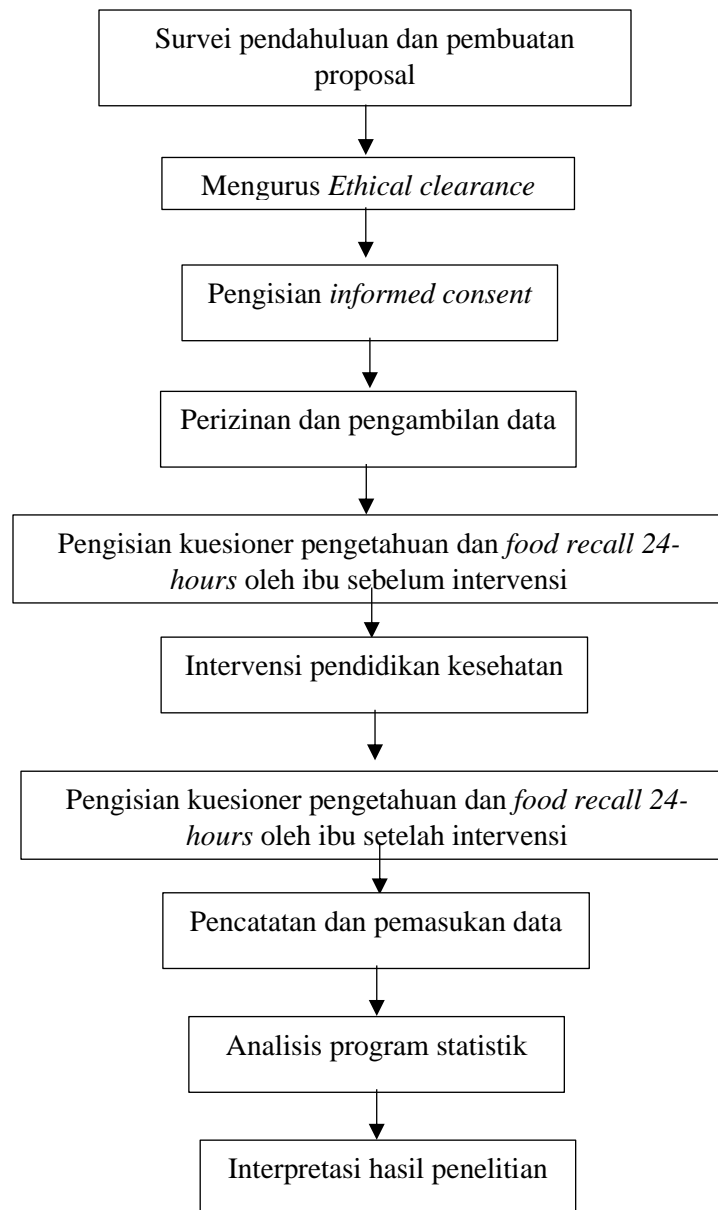 Survei pendahuluan dan pembuatan
proposal
Mengurus Ethical clearance
Pengisian informed consent
Perizinan dan pengambilan data
Pengisian kuesioner pengetahuan dan food recall 24-
hours oleh ibu sebelum intervensi
Intervensi pendidikan kesehatan
Pengisian kuesioner pengetahuan dan food recall 24-
hours oleh ibu setelah intervensi
Pencatatan dan pemasukan data
Analisis program statistik
Interpretasi hasil penelitian